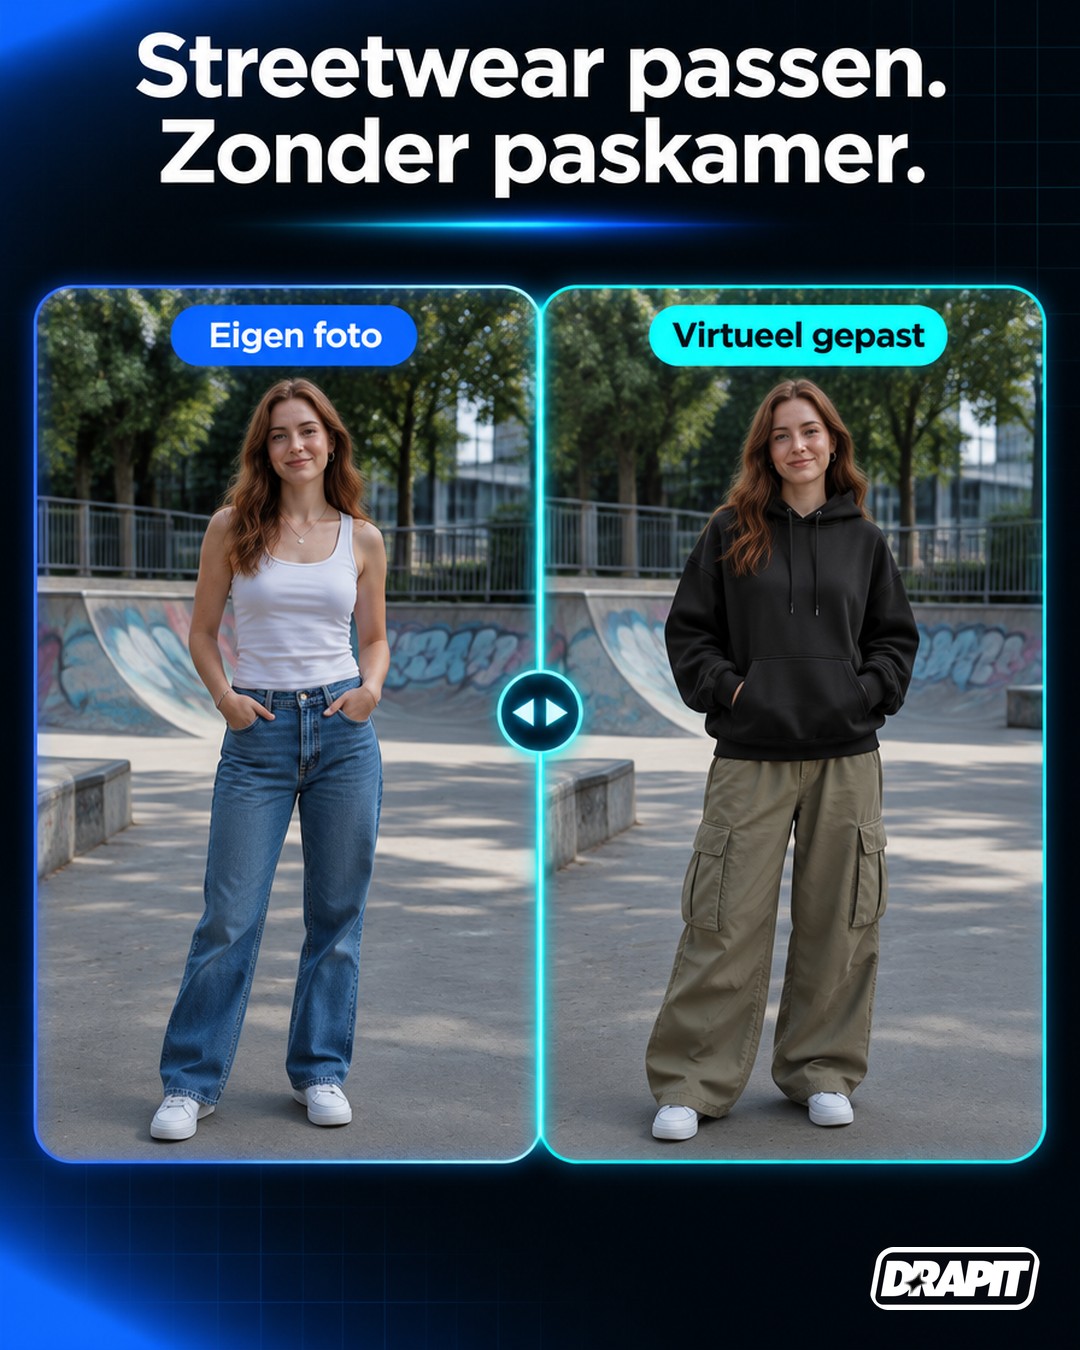 Streetwear passen.
Zonder paskamer.
Eigen foto
Virtueel gepast
DRAPIT